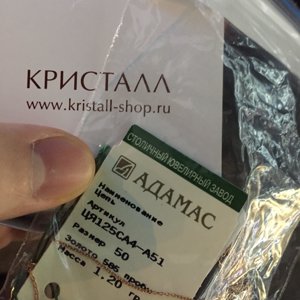 КРИСТАЛЛ
www.kristall-shop.ru
СТОЛИЧНЫЙ ЮВЕЛИРНЫЙ ЗАВОД
АДАМАС
Наименование
Цепь
Артикул
ЦЯ125СА4-А51
Размер 50
Золото 585 проб.
Масса 1.20 гр